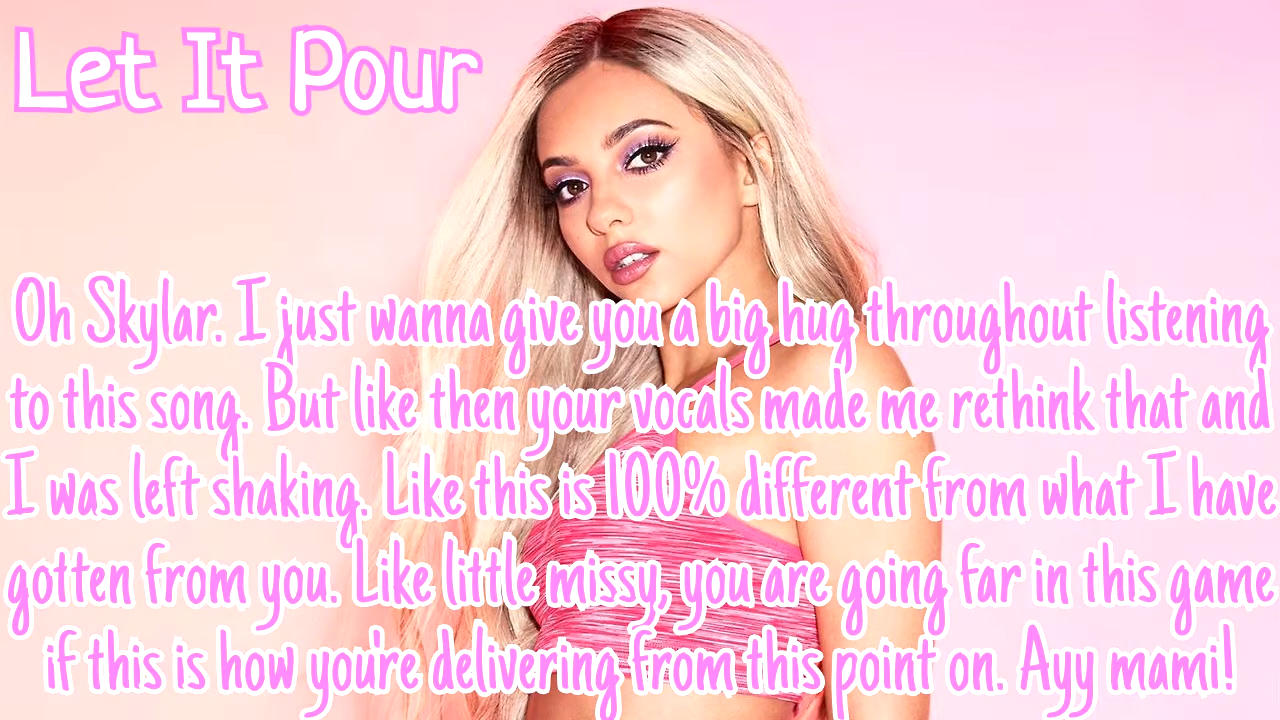 Let It Pour
Oh Skylar. I just wanna give you a big hug throughout listening
to this song. But like then your vocals made me rethink that and
I was left shaking. Like this is 100% different from what I have
gotten from you. Like little missy, you are going far in this game
if this is how you're delivering from this point on. Ayy mami!